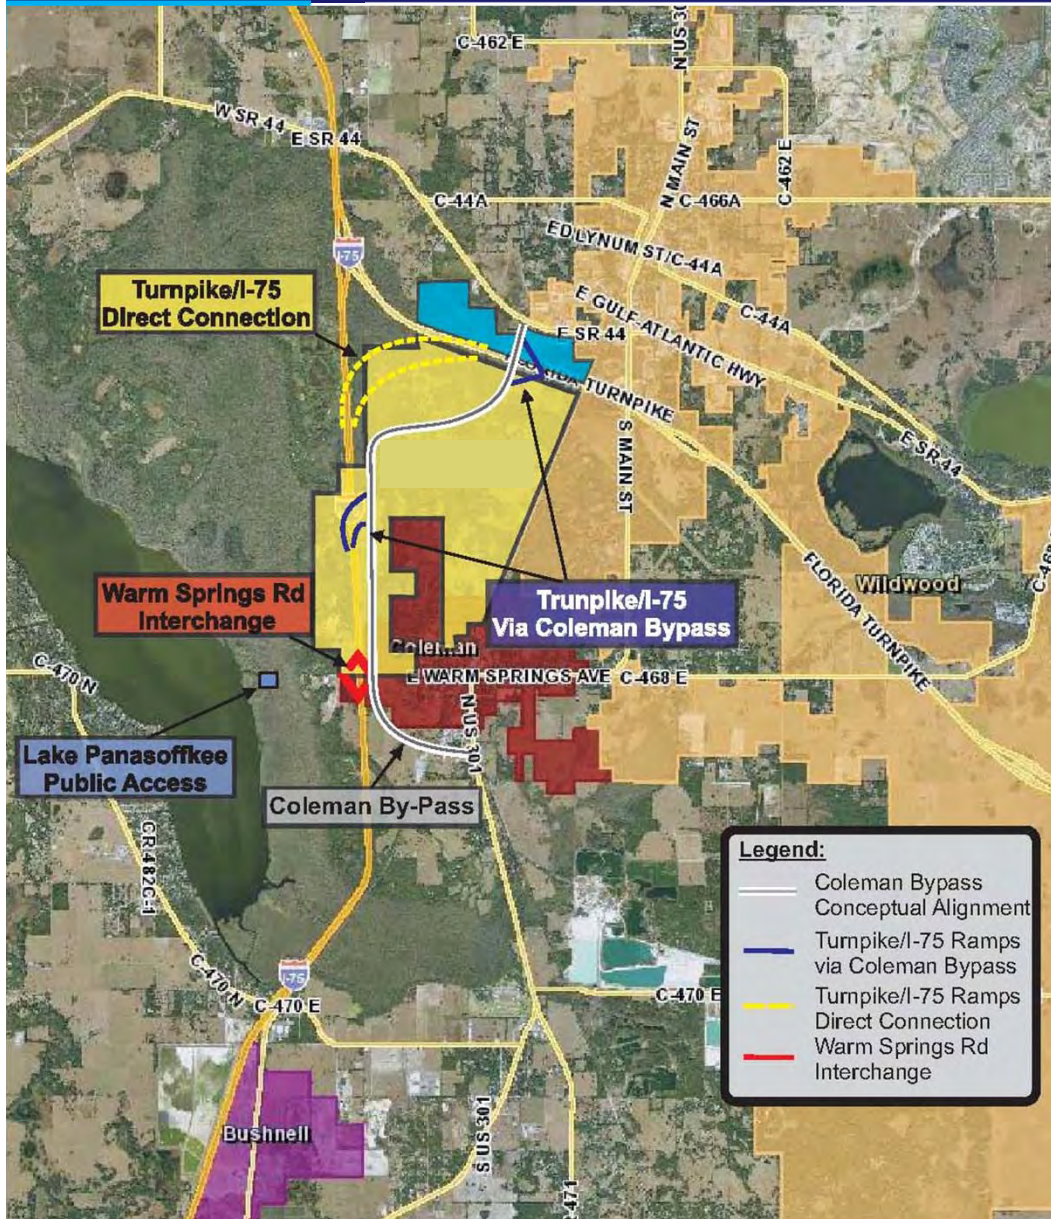 C-462 E
N US 30
W SR 44
E SR 44
N MAIN ST
C-462 E
C-44A
C-466A
ED LYNUM ST/C-44A
I-75
Turnpike/I-75
Direct Connection
E GULF-ATLANTIC HWY
C-44A
E SR 44
FLORIDA TURNPIKE
S MAIN ST
E SR 44
Warm Springs Rd
Interchange
Trunpike/I-75
Via Coleman Bypass
Wildwood
C-468
FLORIDA TURNPIKE
Coleman
C-470 N
E WARM SPRINGS AVE
C-468 E
N US 301
Lake Panasoffkee
Public Access
Coleman By-Pass
CR 482C-1
C-470 N
I-75
C-470 E
C-470 E
Bushnell
S US 301
C-471
Legend:
Coleman Bypass
Conceptual Alignment
Turnpike/I-75 Ramps
via Coleman Bypass
Turnpike/I-75 Ramps
Direct Connection
Warm Springs Rd
Interchange